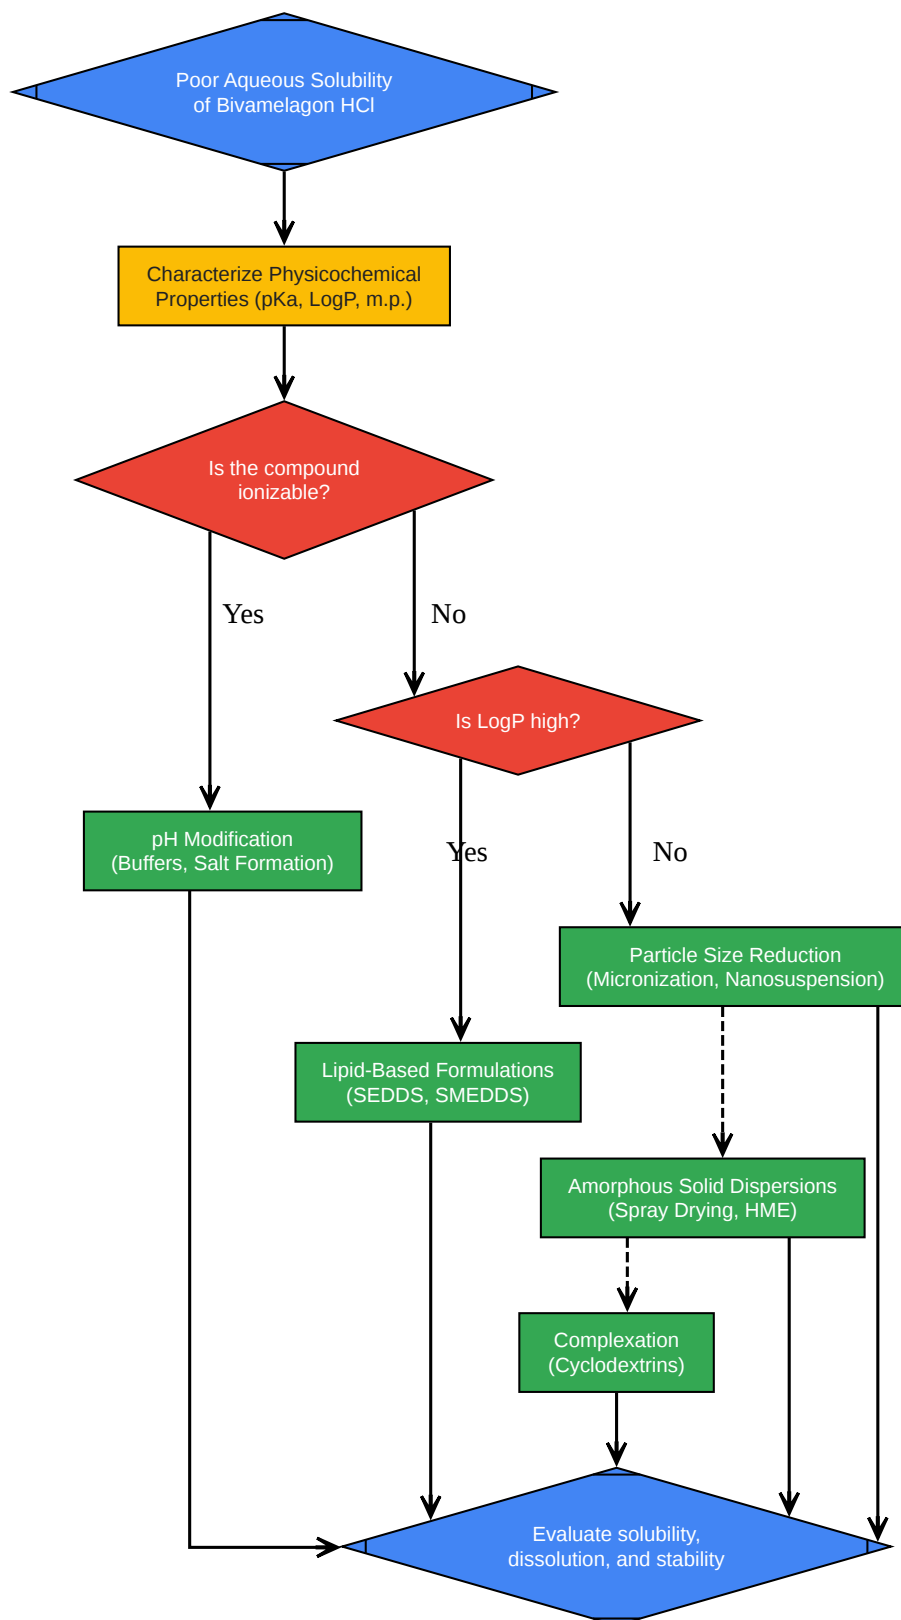 Poor Aqueous Solubility
of Bivamelagon HCl
Characterize Physicochemical
Properties (pKa, LogP, m.p.)
Is the compound
ionizable?
Yes
No
Is LogP high?
pH Modification
(Buffers, Salt Formation)
Yes
No
Particle Size Reduction
(Micronization, Nanosuspension)
Lipid-Based Formulations
(SEDDS, SMEDDS)
Amorphous Solid Dispersions
(Spray Drying, HME)
Complexation
(Cyclodextrins)
Evaluate solubility,
dissolution, and stability